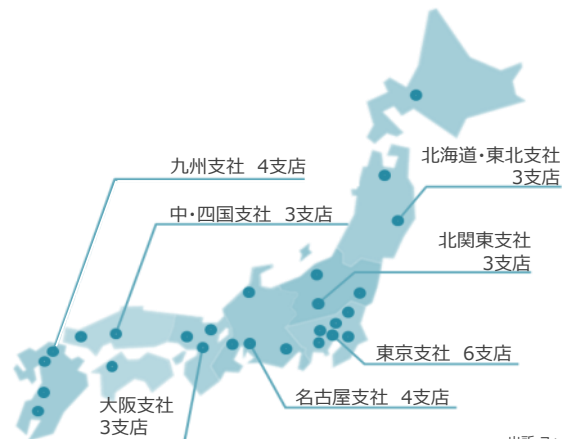 九州支社 4支店
北海道・東北支社
3支店
中・四国支社 3支店
北関東支社
3支店
東京支社 6支店
名古屋支社 4支店
大阪支社
3支店